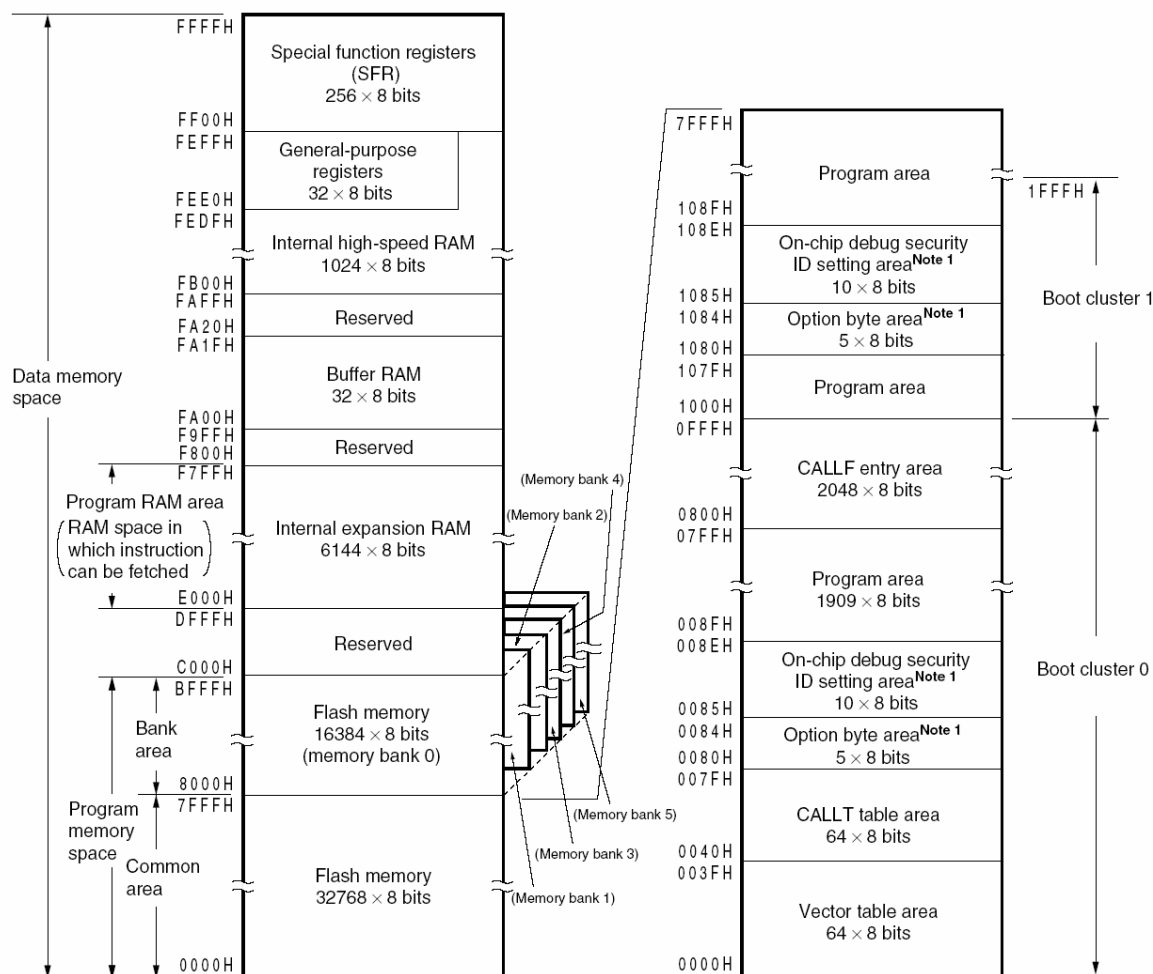 FFFFH
Special function registers
(SFR)
256 × 8 bits
FF00H
FEFFH
General-purpose
registers
32 × 8 bits
FEE0H
FEDFH
Internal high-speed RAM
1024 × 8 bits
FB00H
FAFFH
Reserved
FA20H
FA1FH
Buffer RAM
32 × 8 bits
FA00H
F9FFH
Reserved
F800H
F7FFH
Internal expansion RAM
6144 × 8 bits
E000H
DFFFH
Reserved
C000H
BFFFH
Flash memory
16384 × 8 bits
(memory bank 0)
8000H
7FFFH
Flash memory
32768 × 8 bits
0000H
Data memory
space
Program RAM area
(RAM space in
which instruction
can be fetched)
Bank
area
Program
memory
space
Common
area
(Memory bank 4)
(Memory bank 2)
(Memory bank 5)
(Memory bank 3)
(Memory bank 1)
7FFFH
Program area
1FFFH
108FH
108EH
On-chip debug security
ID setting area Note 1
10 × 8 bits
1085H
1084H
Option byte area Note 1
5 × 8 bits
1080H
107FH
Program area
1000H
0FFFH
CALLF entry area
2048 × 8 bits
0800H
07FFH
Program area
1909 × 8 bits
008FH
008EH
On-chip debug security
ID setting area Note 1
10 × 8 bits
0085H
0084H
Option byte area Note 1
5 × 8 bits
0080H
007FH
CALLT table area
64 × 8 bits
0040H
003FH
Vector table area
64 × 8 bits
0000H
Boot cluster 1
Boot cluster 0